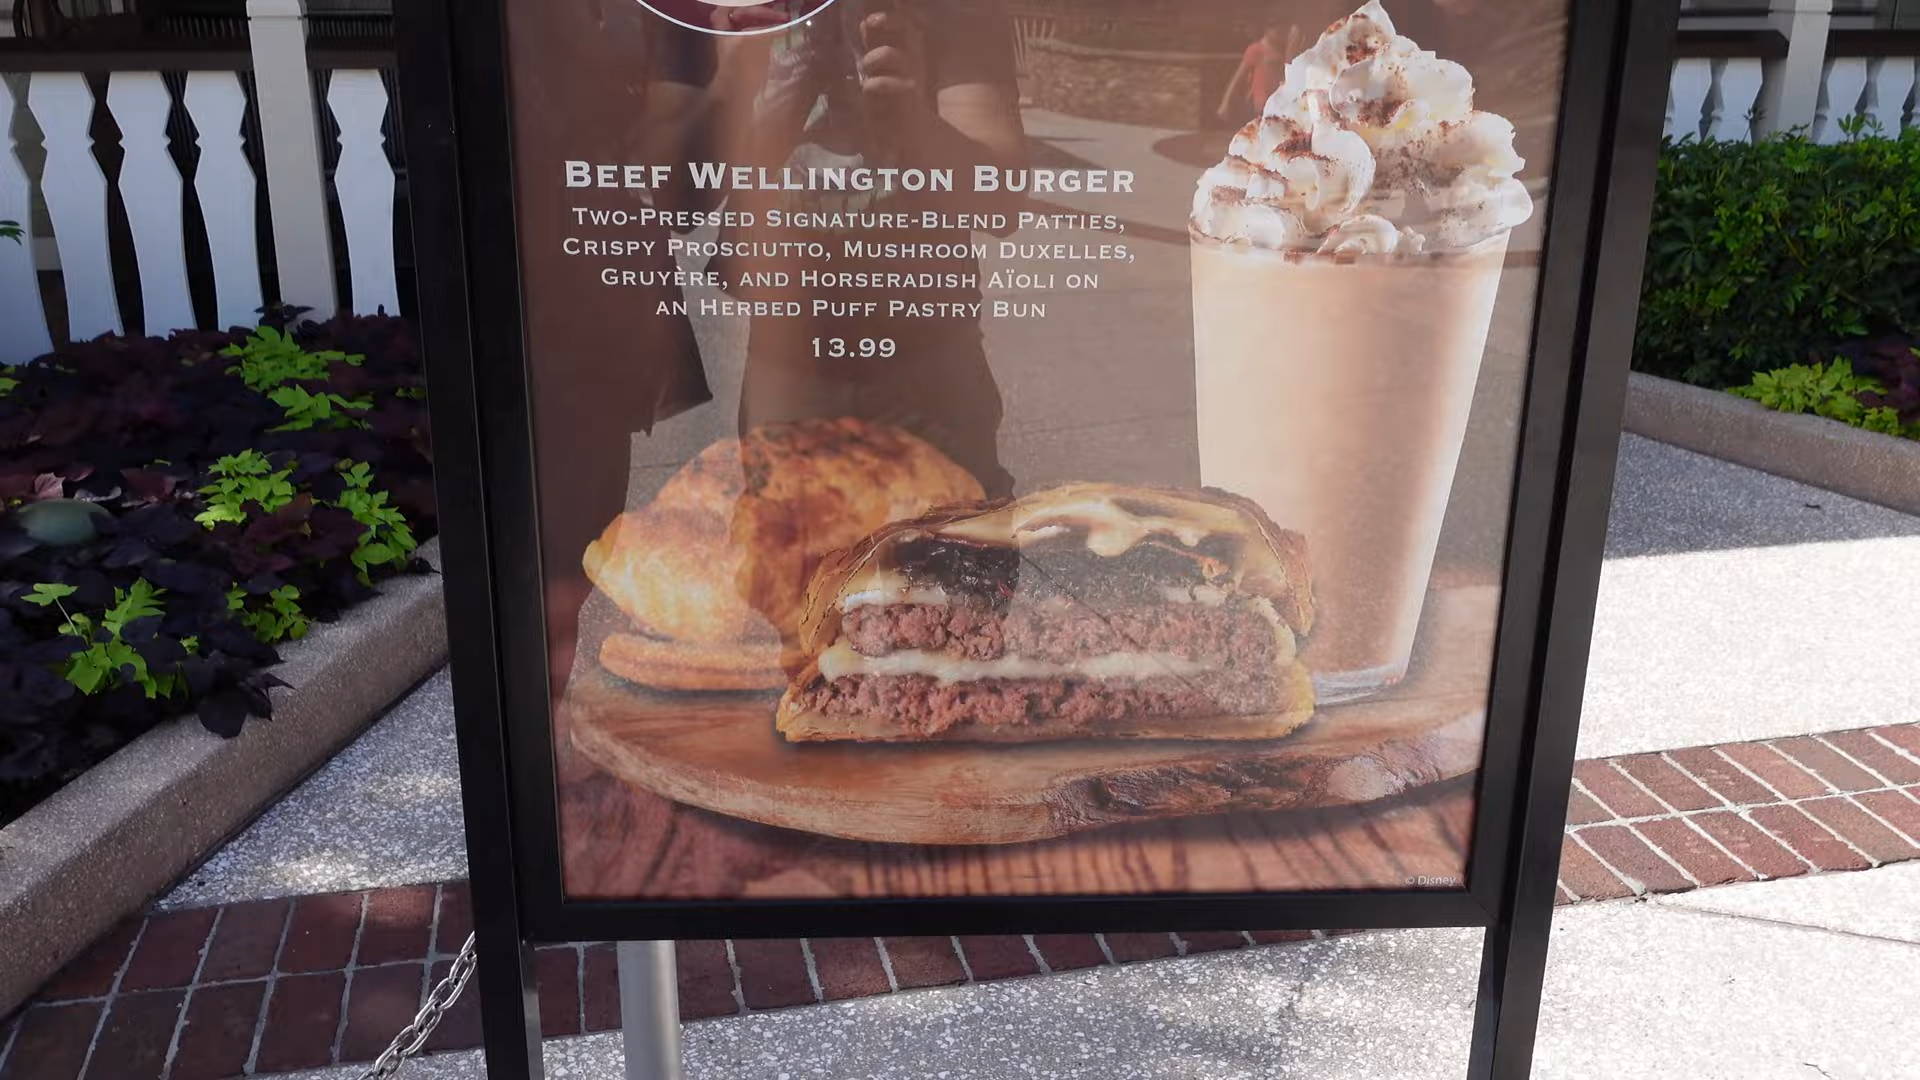 BEEF WELLINGTON BURGER
TWO-PRESSED SIGNATURE-BLEND PATTIES,
CRISPY PROSCIUTTO, MUSHROOM DUXELLES,
GRUYÈRE, AND HORSERADISH AÏOLI ON
AN HERBED PUFF PASTRY BUN
13.99
© Disney